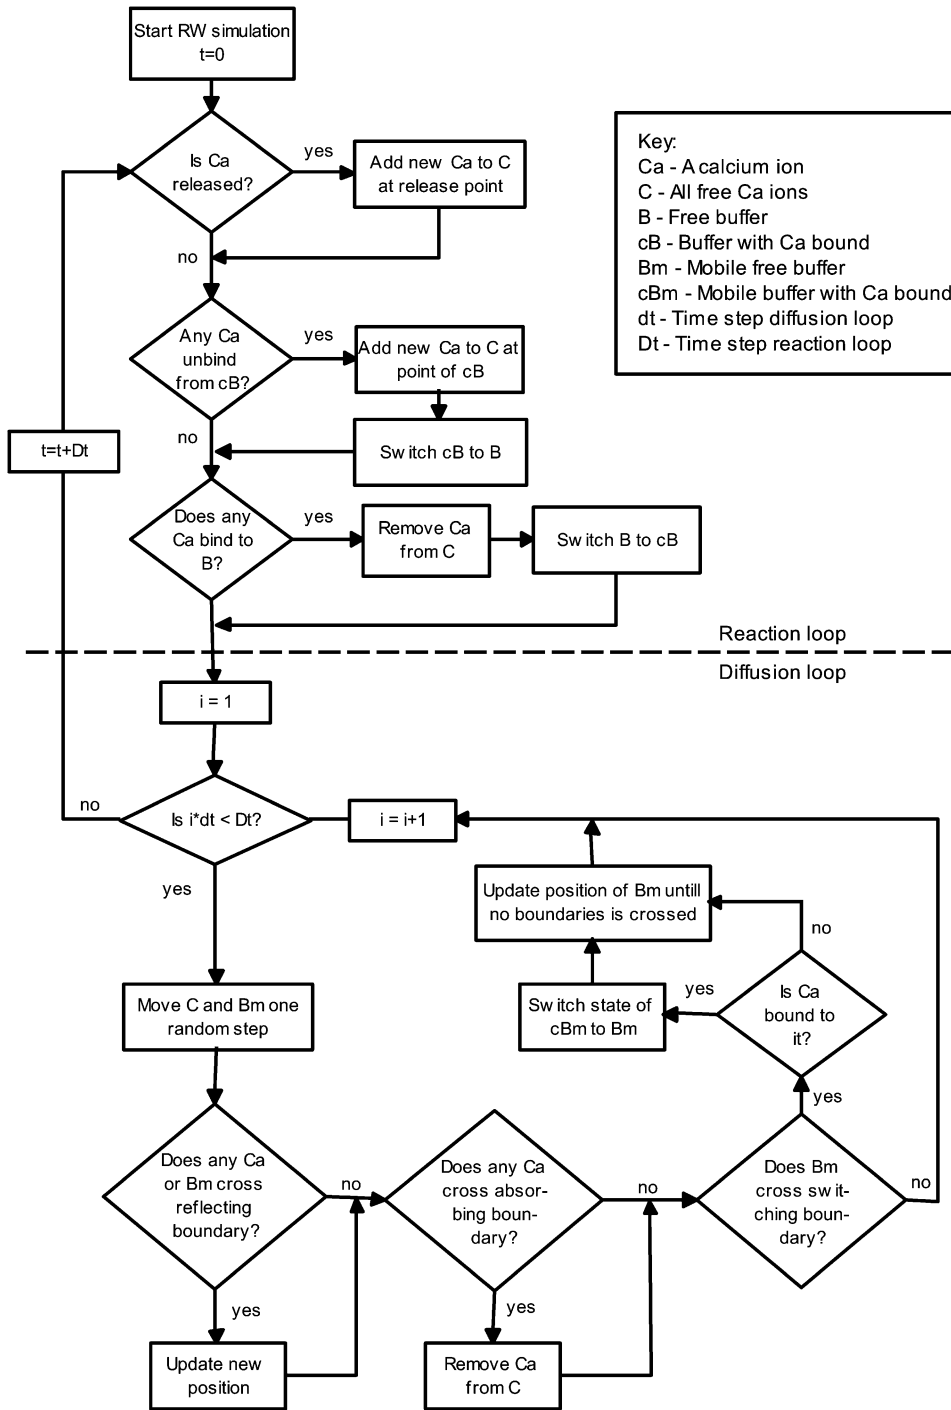 Start RW simulation
t=0
Is Ca
released?
yes
Add new Ca to C
at release point
no
Key:
Ca - A calcium ion
C - All free Ca ions
B - Free buffer
cB - Buffer with Ca bound
Bm - Mobile free buffer
cBm - Mobile buffer with Ca bound
dt - Time step diffusion loop
Dt - Time step reaction loop
Any Ca
unbind
from cB?
yes
Add new Ca to C at
point of cB
no
Switch cB to B
t=t+Dt
Does any
Ca bind to
B?
yes
Remove Ca
from C
Switch B to cB
Reaction loop
Diffusion loop
i = 1
no
Is i*dt < Dt?
i = i+1
yes
Update position of Bm untill
no boundaries is crossed
no
Move C and Bm one
random step
Switch state of
cBm to Bm
yes
Is Ca
bound to
it?
yes
Does any Ca
or Bm cross
reflecting
boundary?
no
Does any Ca
cross absor-
bing boun-
dary?
no
Does Bm
cross swit-
ching boun-
dary?
no
yes
yes
Update new
position
Remove Ca
from C